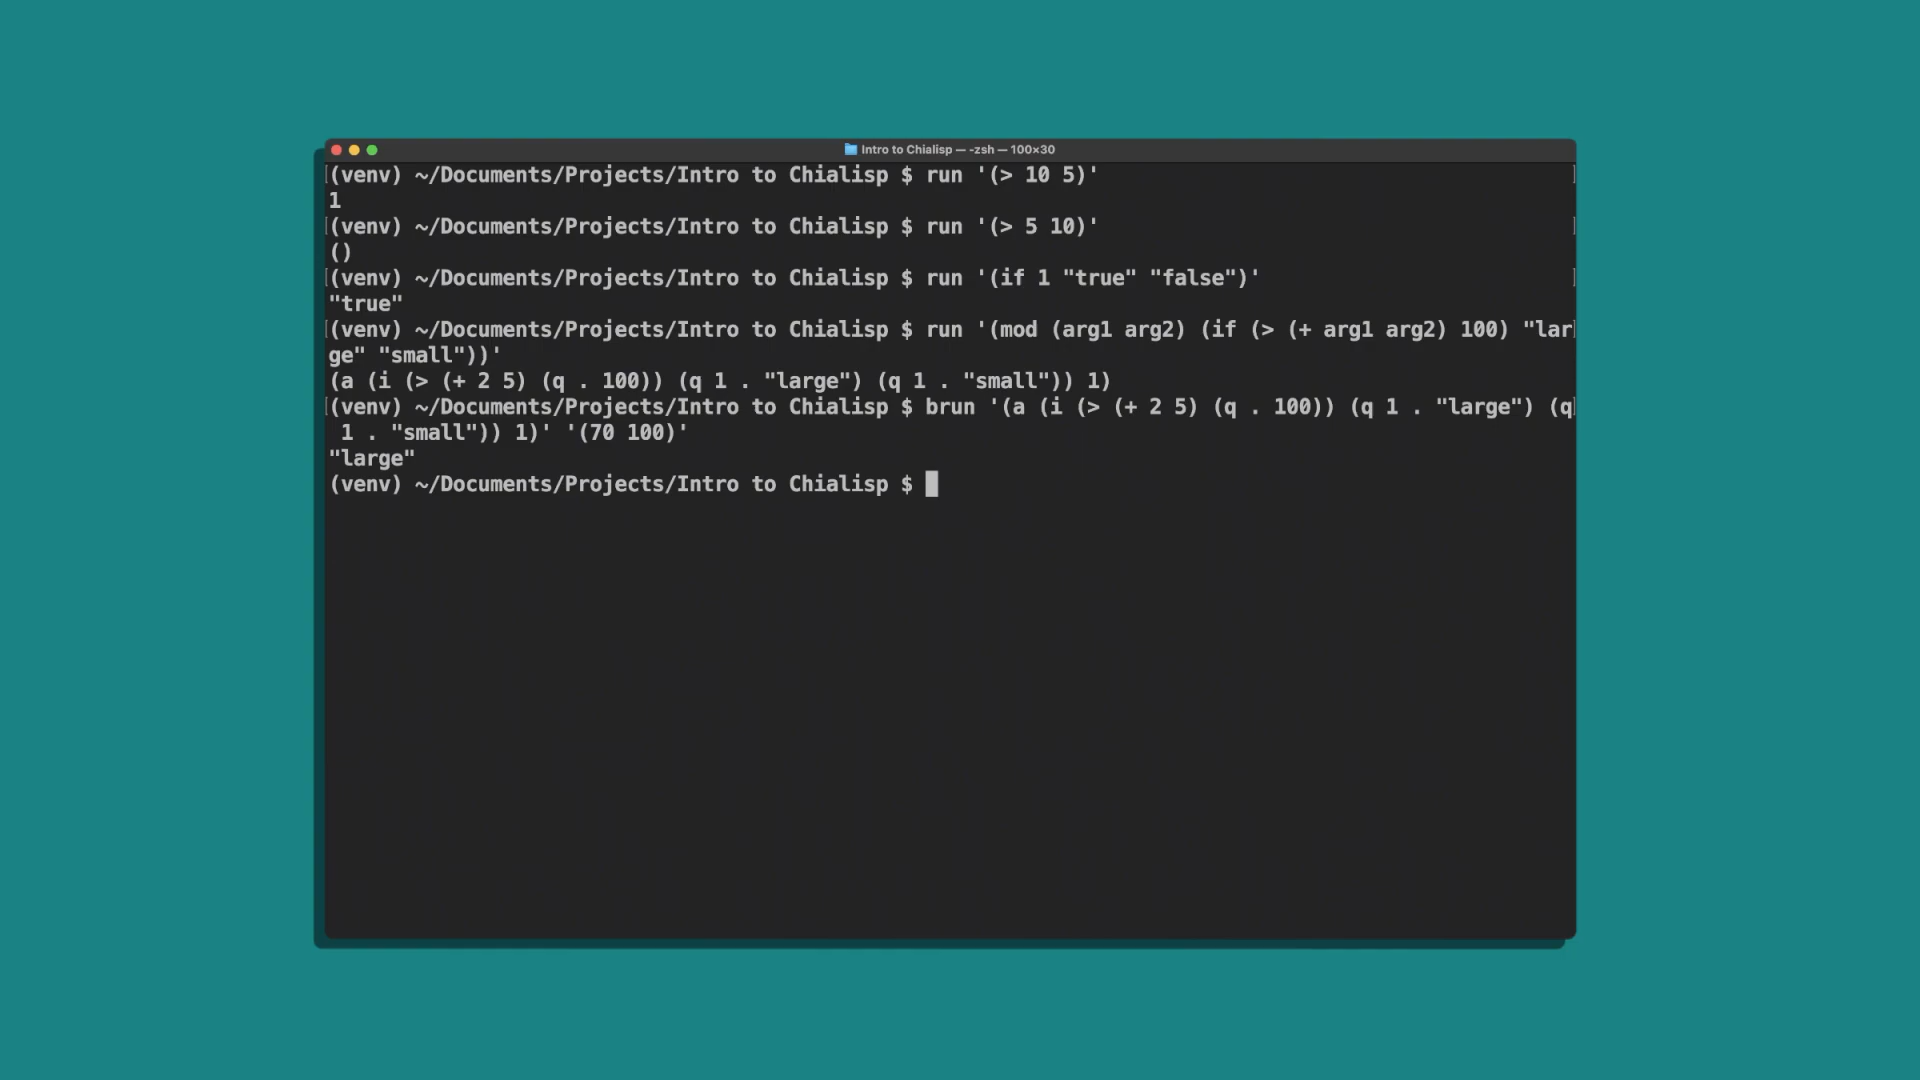 Intro to Chialisp — -zsh — 100×30
(venv) ~/Documents/Projects/Intro to Chialisp $ run '(> 10 5)'
1
(venv) ~/Documents/Projects/Intro to Chialisp $ run '(> 5 10)'
()
(venv) ~/Documents/Projects/Intro to Chialisp $ run '(if 1 "true" "false")'
"true"
(venv) ~/Documents/Projects/Intro to Chialisp $ run '(mod (arg1 arg2) (if (> (+ arg1 arg2) 100) "lar
ge" "small"))'
(a (i (> (+ 2 5) (q . 100)) (q 1 . "large") (q 1 . "small")) 1)
(venv) ~/Documents/Projects/Intro to Chialisp $ brun '(a (i (> (+ 2 5) (q . 100)) (q 1 . "large") (q
 1 . "small")) 1)' '(70 100)'
"large"
(venv) ~/Documents/Projects/Intro to Chialisp $